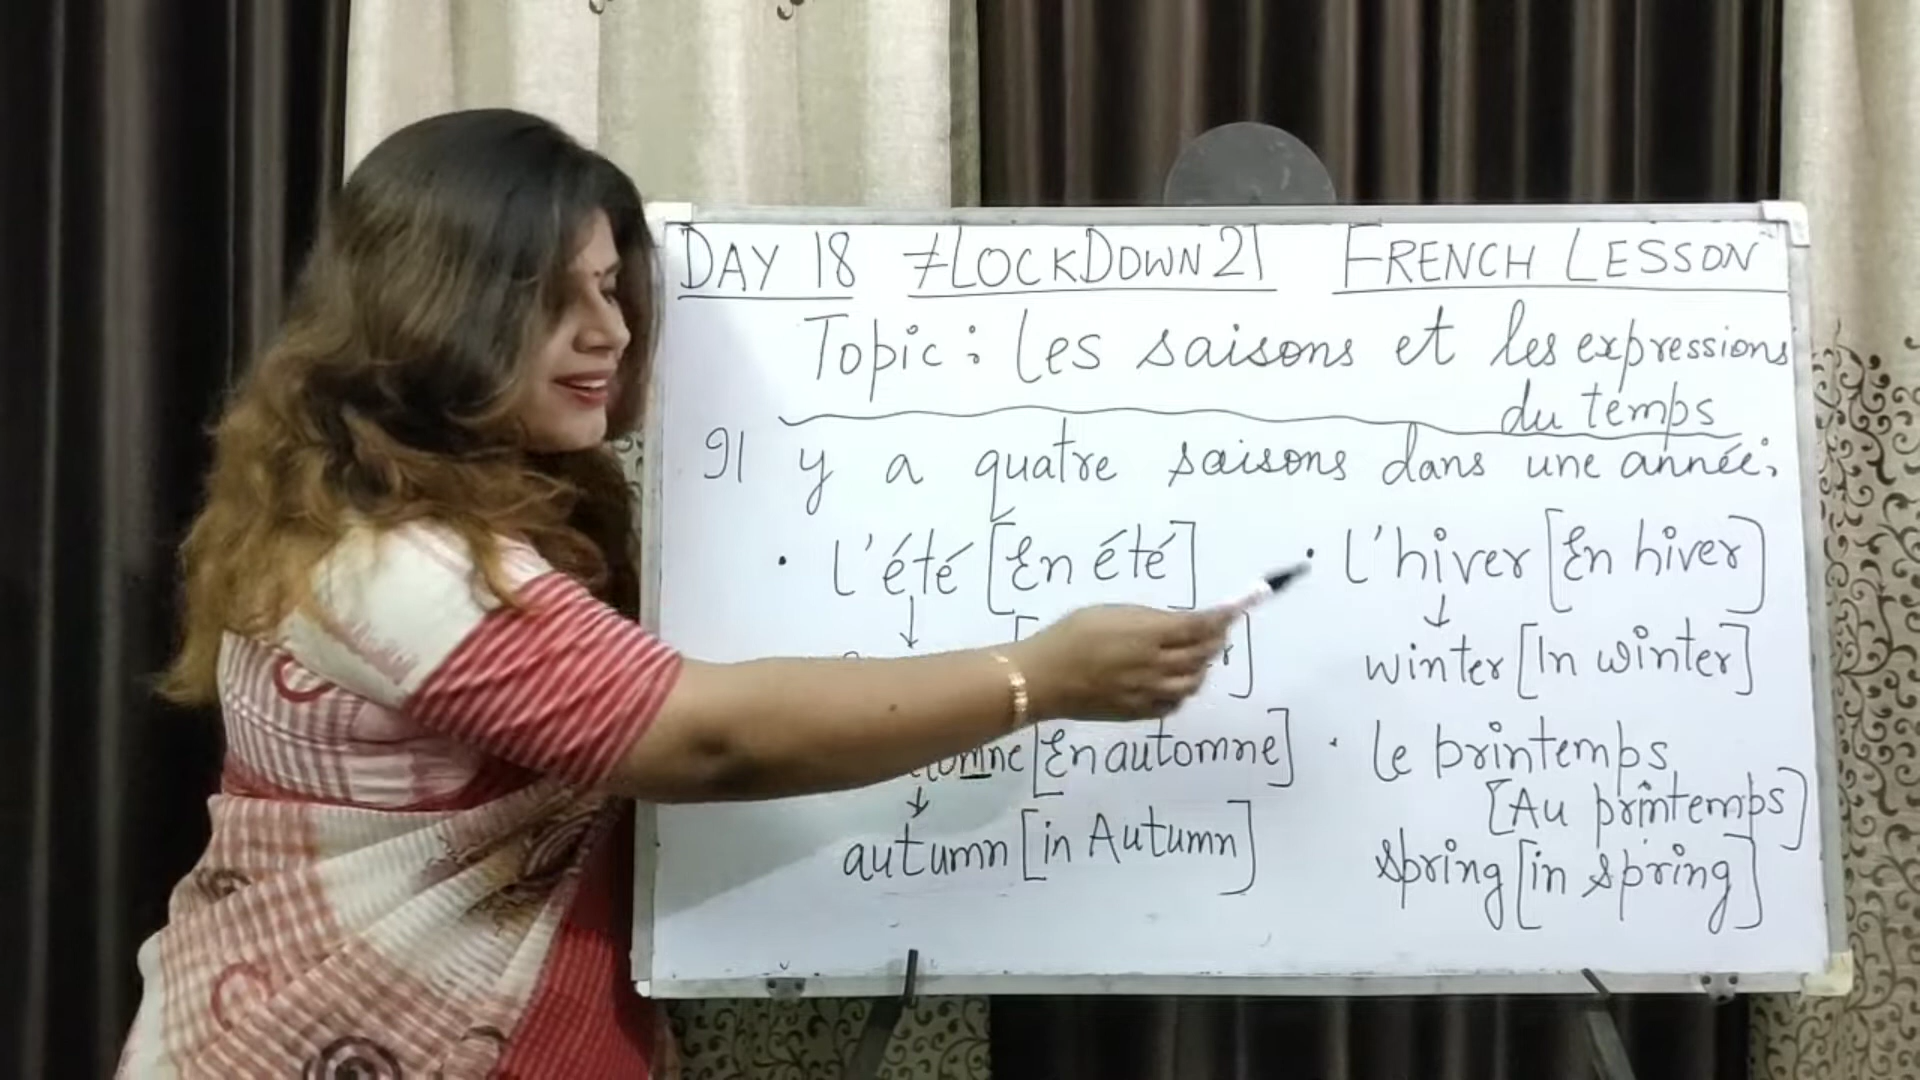 DAY 18 #LOCKDOWN21 FRENCH LESSON
Topic: Les saisons et les expressions
du temps
Il y a quatre saisons dans une année:
• L'été [En été]
• L'hiver [En hiver]
↓
↓
winter [In winter]
[En automne]
• Le printemps
[Au printemps]
↓
autumn [in Autumn]
spring [in spring]